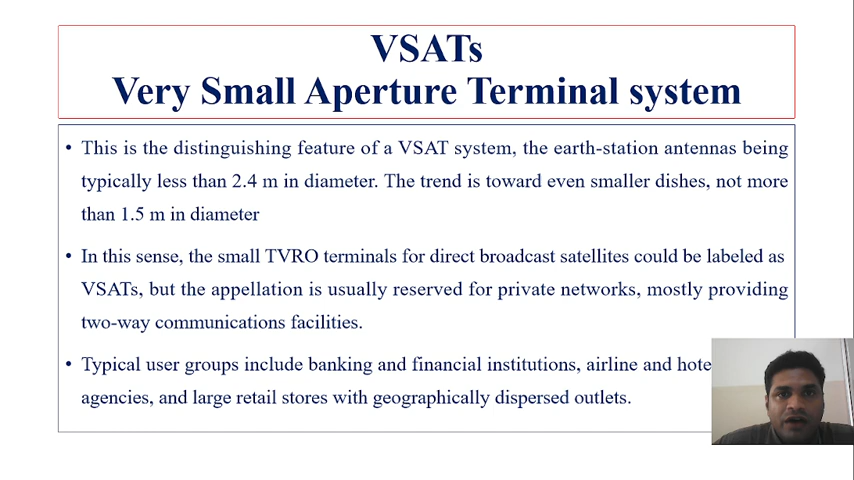 VSATs
Very Small Aperture Terminal system
• This is the distinguishing feature of a VSAT system, the earth-station antennas being
typically less than 2.4 m in diameter. The trend is toward even smaller dishes, not more
than 1.5 m in diameter
• In this sense, the small TVRO terminals for direct broadcast satellites could be labeled as
VSATs, but the appellation is usually reserved for private networks, mostly providing
two-way communications facilities.
• Typical user groups include banking and financial institutions, airline and
agencies, and large retail stores with geographically dispersed outlets.